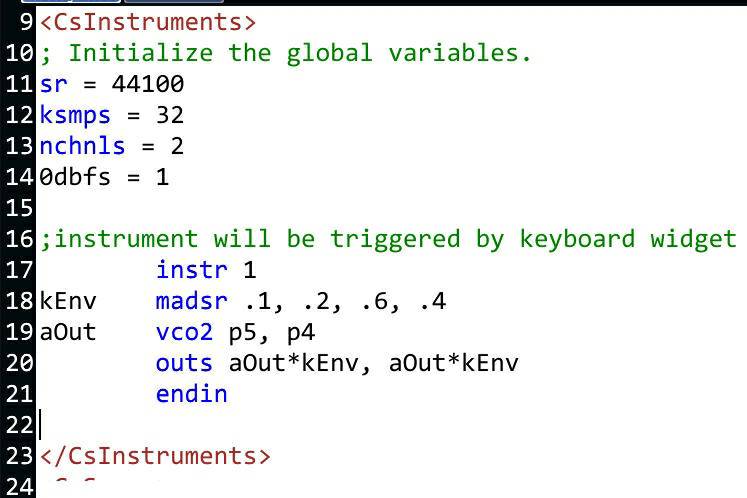 9 <CsInstruments>
10 ; Initialize the global variables.
11 sr = 44100
12 ksmps = 32
13 nchnls = 2
14 0dbfs = 1
15
16 ;instrument will be triggered by keyboard widget
17         instr 1
18 kEnv    madsr .1, .2, .6, .4
19 aOut    vco2 p5, p4
20         outs aOut*kEnv, aOut*kEnv
21         endin
22
23 </CsInstruments>
24